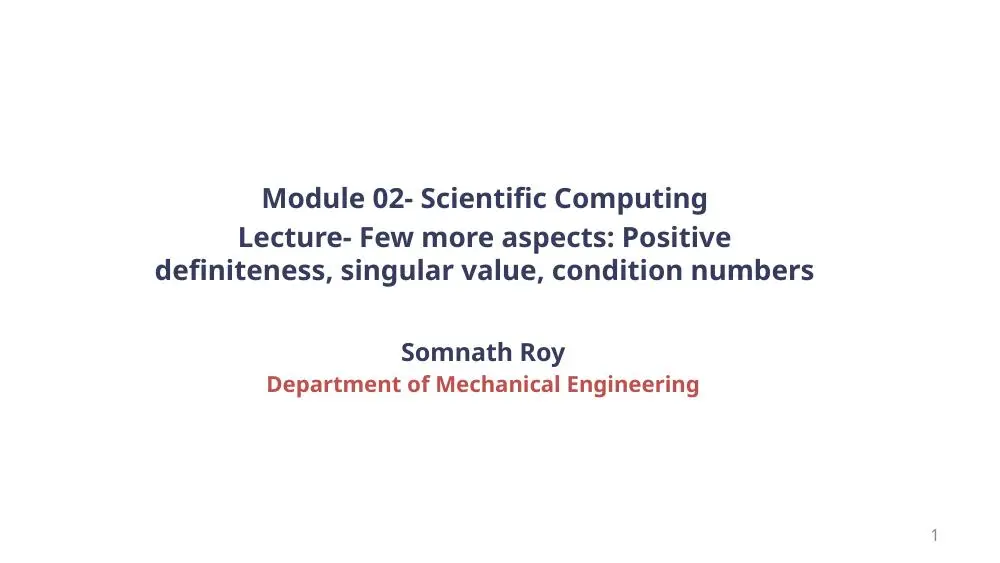 Module 02- Scientific Computing
Lecture- Few more aspects: Positive
definiteness, singular value, condition numbers
Somnath Roy
Department of Mechanical Engineering
1